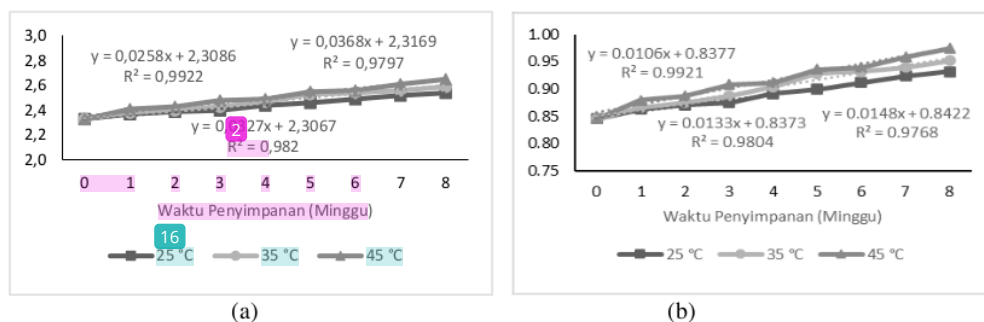 3,0
2,8
2,6
2,4
2,2
2,0
y = 0,0258x + 2,3086
R² = 0,9922
y = 0,0368x + 2,3169
R² = 0,9797
2
27x + 2,3067
R² = 0,982
0 1 2 3 4 5 6 7 8
Waktu Penyimpanan (Minggu)
16
25 °C 35 °C 45 °C
(a)
1.00
0.95
0.90
0.85
0.80
0.75
y = 0.0106x + 0.8377
R² = 0.9921
y = 0.0133x + 0.8373
R² = 0.9804
y = 0.0148x + 0.8422
R² = 0.9768
0 1 2 3 4 5 6 7 8
Waktu Penyimpanan (Minggu)
25 °C 35 °C 45 °C
(b)